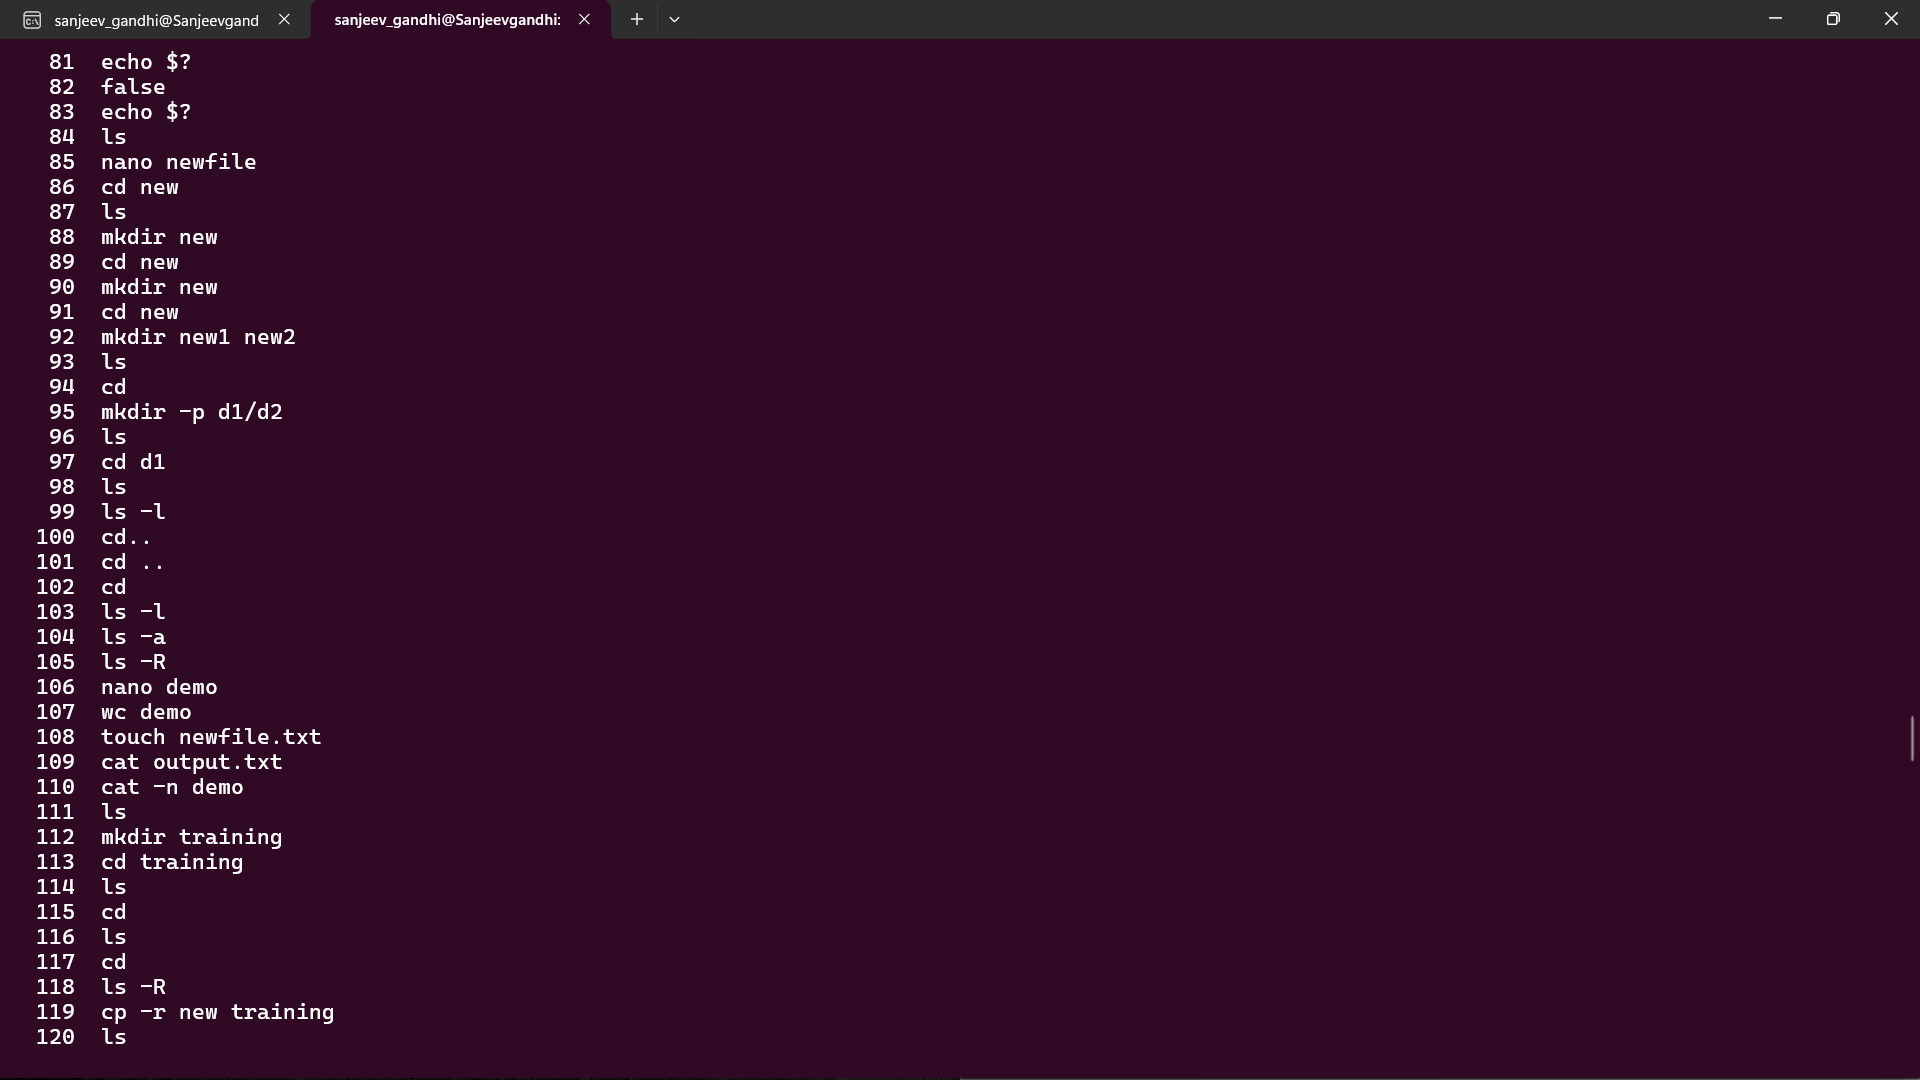 sanjeev_gandhi@Sanjeevgand
sanjeev_gandhi@Sanjeevgandhi:
81 echo $?
82 false
83 echo $?
84 ls
85 nano newfile
86 cd new
87 ls
88 mkdir new
89 cd new
90 mkdir new
91 cd new
92 mkdir new1 new2
93 ls
94 cd
95 mkdir -p d1/d2
96 ls
97 cd d1
98 ls
99 ls -l
100 cd..
101 cd ..
102 cd
103 ls -l
104 ls -a
105 ls -R
106 nano demo
107 wc demo
108 touch newfile.txt
109 cat output.txt
110 cat -n demo
111 ls
112 mkdir training
113 cd training
114 ls
115 cd
116 ls
117 cd
118 ls -R
119 cp -r new training
120 ls